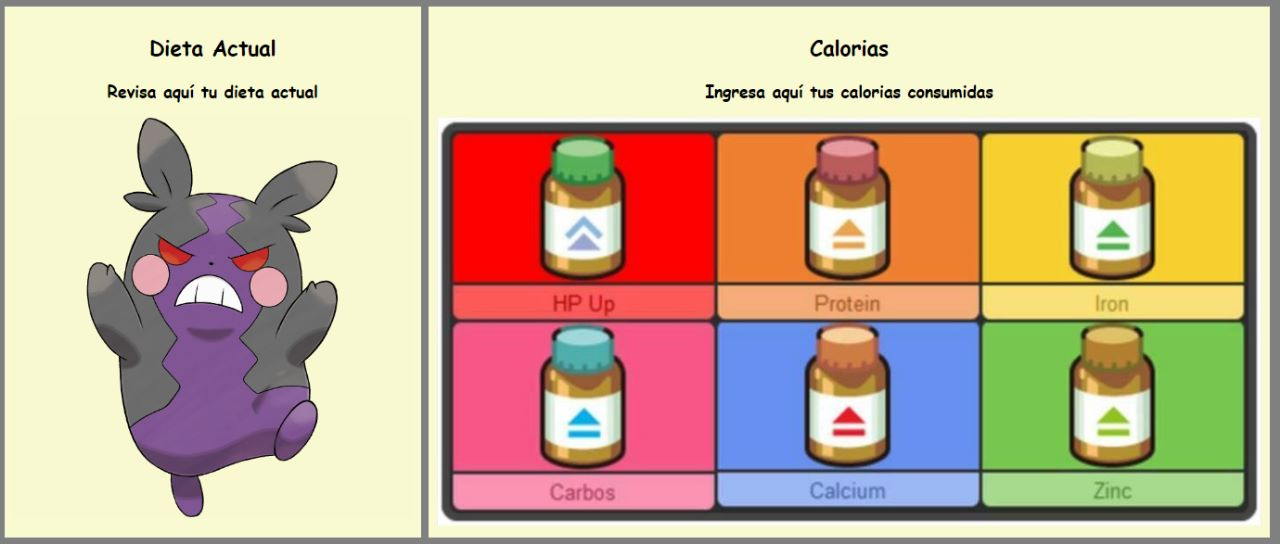 Dieta Actual
Revisa aquí tu dieta actual
Calorias
Ingresa aquí tus calorias consumidas
HP Up
Protein
Iron
Carbos
Calcium
Zinc